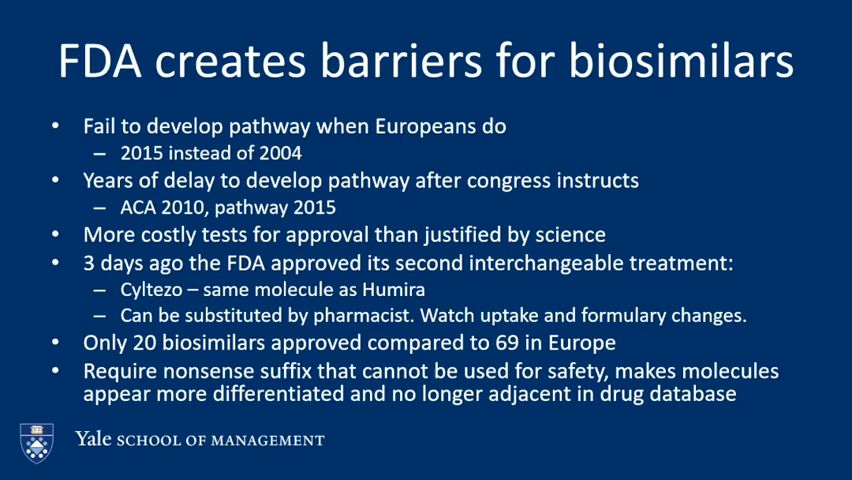 FDA creates barriers for biosimilars
• Fail to develop pathway when Europeans do
– 2015 instead of 2004
• Years of delay to develop pathway after congress instructs
– ACA 2010, pathway 2015
• More costly tests for approval than justified by science
• 3 days ago the FDA approved its second interchangeable treatment:
– Cyltezo – same molecule as Humira
– Can be substituted by pharmacist. Watch uptake and formulary changes.
• Only 20 biosimilars approved compared to 69 in Europe
• Require nonsense suffix that cannot be used for safety, makes molecules
appear more differentiated and no longer adjacent in drug database
Yale SCHOOL OF MANAGEMENT